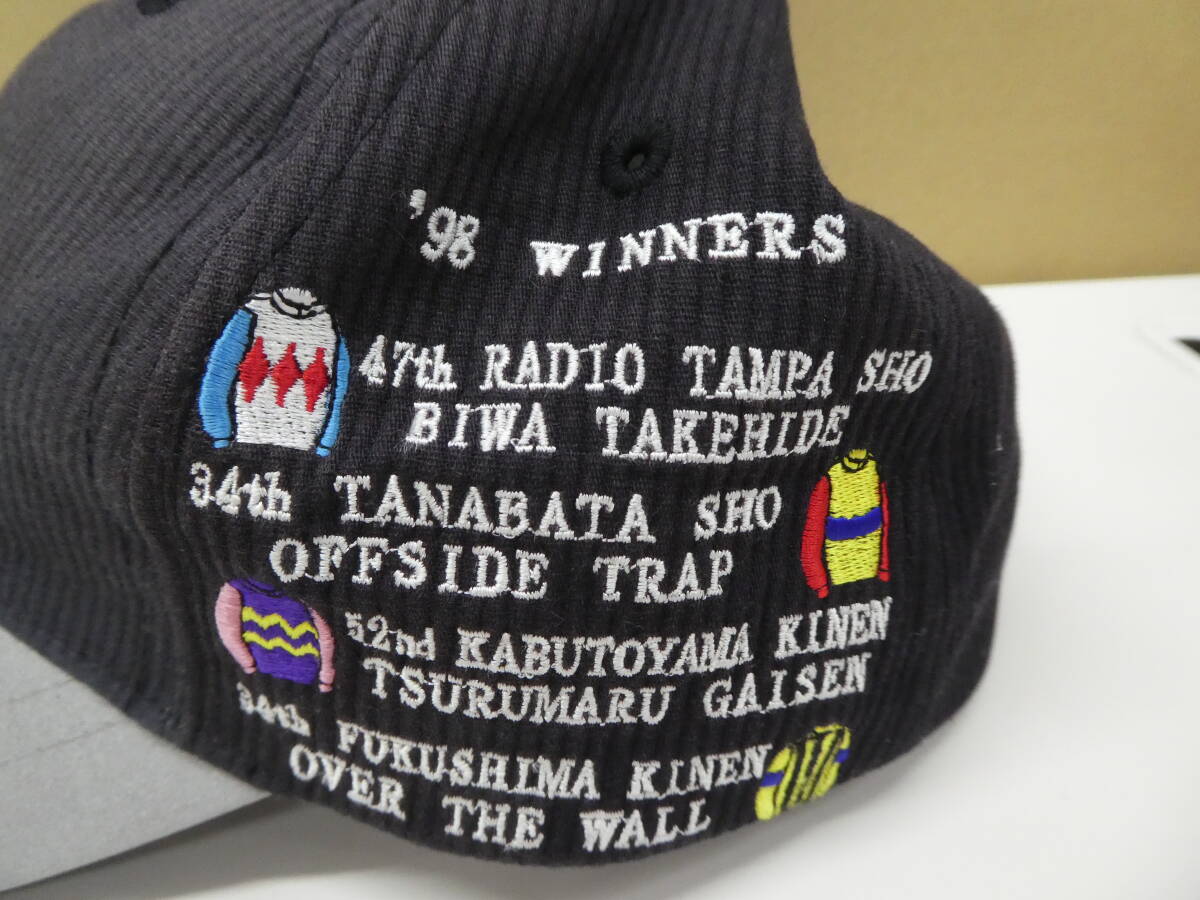 '98 WINNERS
47th RADIO TAMPA SHO
BIWA TAKEHIDE
34th TANABATA SHO
OFFSIDE TRAP
52nd KABUTOYAMA KINEN
TSURUMARU GAISEN
34th FUKUSHIMA KINEN
OVER THE WALL